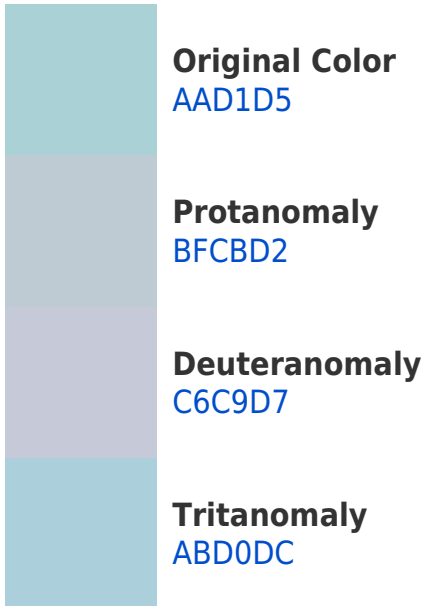 Original Color
AAD1D5
Protanomaly
BFCBD2
Deuteranomaly
C6C9D7
Tritanomaly
ABD0DC